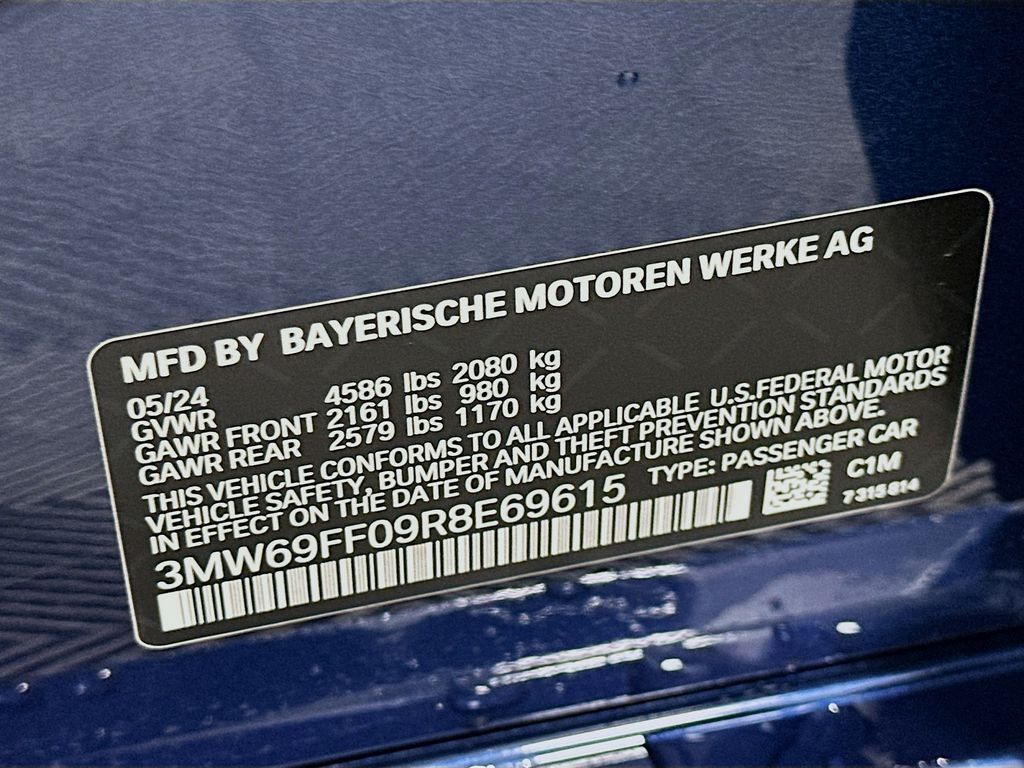 MFD BY BAYERISCHE MOTOREN WERKE AG
05/24
GVWR 4586 lbs 2080 kg
GAWR FRONT 2161 lbs 980 kg
GAWR REAR 2579 lbs 1170 kg
THIS VEHICLE CONFORMS TO ALL APPLICABLE U.S.FEDERAL MOTOR
VEHICLE SAFETY, BUMPER AND THEFT PREVENTION STANDARDS
IN EFFECT ON THE DATE OF MANUFACTURE SHOWN ABOVE.
3MW69FF09R8E69615 TYPE: PASSENGER CAR
C1M
7315614